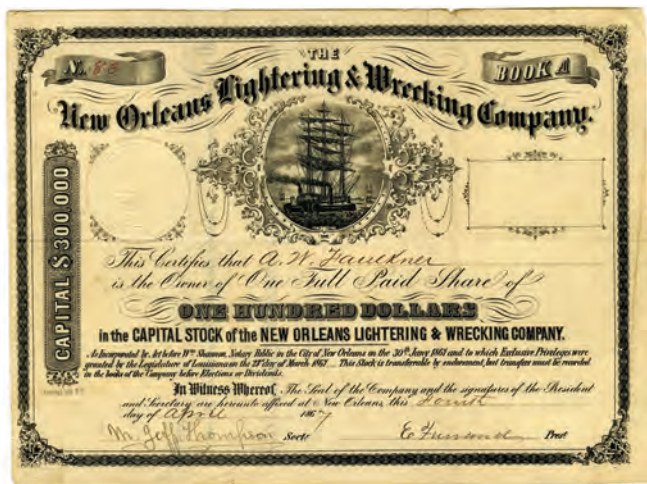 THE
No. 86
BOOK A
New Orleans Lightering & Wrecking Company.
CAPITAL $300,000
This Certifies that A. W. Faulkner
is the Owner of One Full Paid Share of
ONE HUNDRED DOLLARS
in the CAPITAL STOCK of the NEW ORLEANS LIGHTERING & WRECKING COMPANY.
As Incorporated by Act before Wm Shannon, Notary Public in the City of New Orleans on the 30th Jany 1867 and to which Exclusive Privileges were
granted by the Legislature of Louisiana on the day of March 1867. This Stock is transferable by endorsement, but transfers must be recorded
in the books of the Company before Elections or Dividends.
In Witness Whereof, The Seal of the Company and the signatures of the President
and Secretary are hereunto affixed at New Orleans, this Fourth
day of April 1867
M. Jeff Thompson Secty
Prest